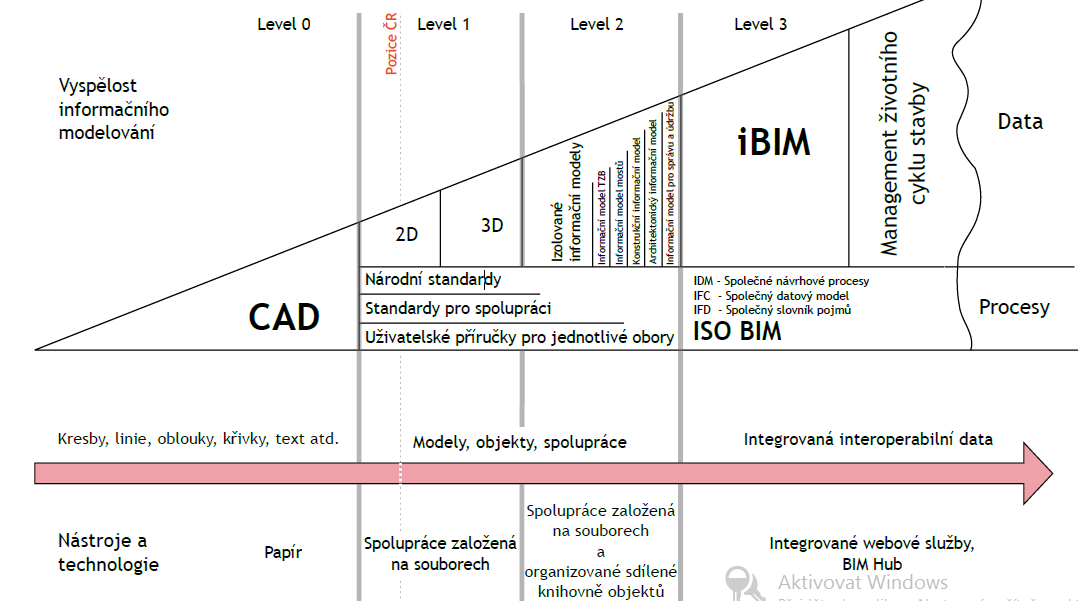 Level 0
Pozice ČR
Level 1
Level 2
Level 3
Vyspělost
informačního
modelování
CAD
2D
3D
Izolované
informační modely
Informační model TZB
Informační model mostů
Konstrukční informační model
Architektonický informační model
Informační model pro správu a údržbu
iBIM
Management životního
cyklu stavby
Data
Národní standardy
Standardy pro spolupráci
Uživatelské příručky pro jednotlivé obory
IDM - Společné návrhové procesy
IFC - Společný datový model
IFD - Společný slovník pojmů
ISO BIM
Procesy
Kresby, linie, oblouky, křivky, text atd.
Modely, objekty, spolupráce
Integrovaná interoperabilní data
Nástroje a
technologie
Papír
Spolupráce založená
na souborech
Spolupráce založená
na souborech
a
organizované sdílené
knihovně objektů
Integrované webové služby,
BIM Hub
Aktivovat Windows